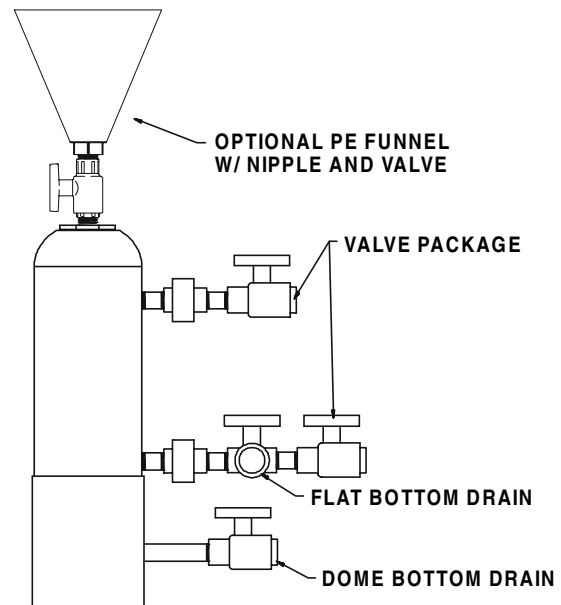 OPTIONAL PE FUNNEL
W/ NIPPLE AND VALVE
VALVE PACKAGE
FLAT BOTTOM DRAIN
DOME BOTTOM DRAIN